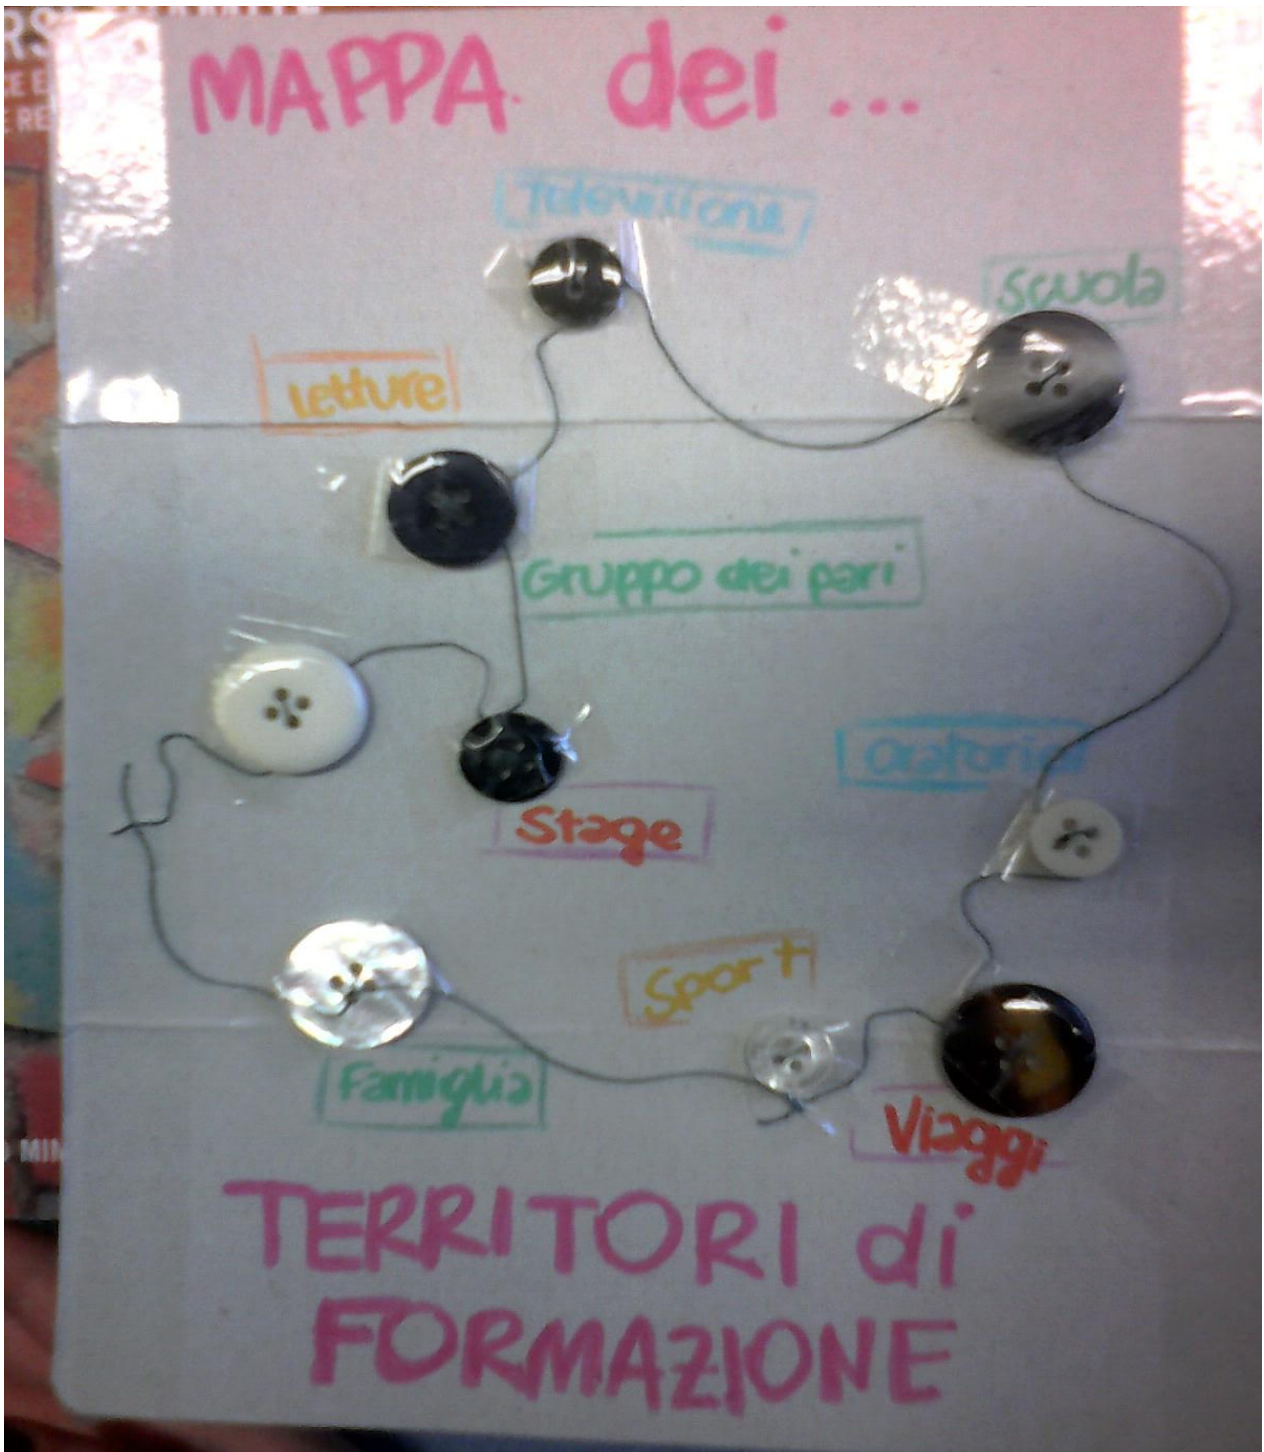 MAPPA dei ...
Televisione
scuola
Letture
Gruppo dei pari
oratorio
Stage
Sport
Famiglia
Viaggi
TERRITORI di
FORMAZIONE